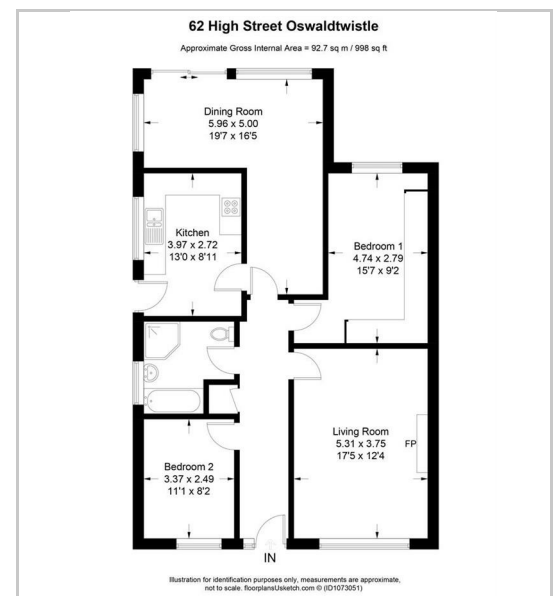 62 High Street Oswaldtwistle
Approximate Gross Internal Area = 92.7 sq m / 998 sq ft
Dining Room
5.96 x 5.00
19'7 x 16'5
Kitchen
3.97 x 2.72
13'0 x 8'11
Bedroom 1
4.74 x 2.79
15'7 x 9'2
Living Room
5.31 x 3.75
17'5 x 12'4
FP
Bedroom 2
3.37 x 2.49
11'1 x 8'2
IN
Illustration for identification purposes only, measurements are approximate,
not to scale. floorplansUsketch.com © (ID1073051)